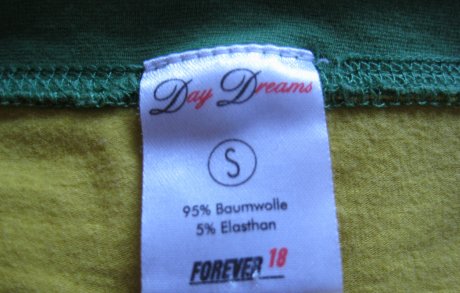 Day Dreams
S
95% Baumwolle
5% Elasthan
FOREVER 18